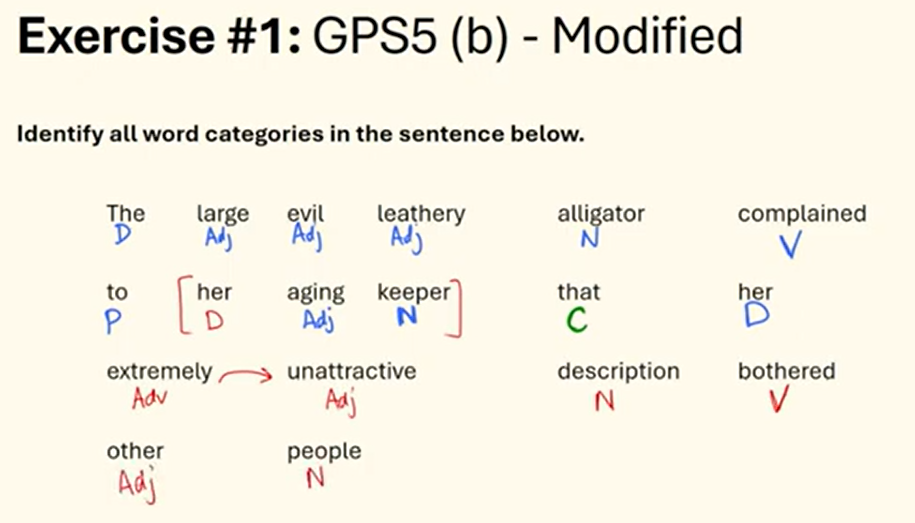 Exercise #1: GPS5 (b) - Modified
Identify all word categories in the sentence below.
The large evil leathery alligator complained
D Adj Adj Adj N V
to [her aging keeper] that her
P D Adj N C D
extremely → unattractive description bothered
Adv Adj N V
other people
Adj N